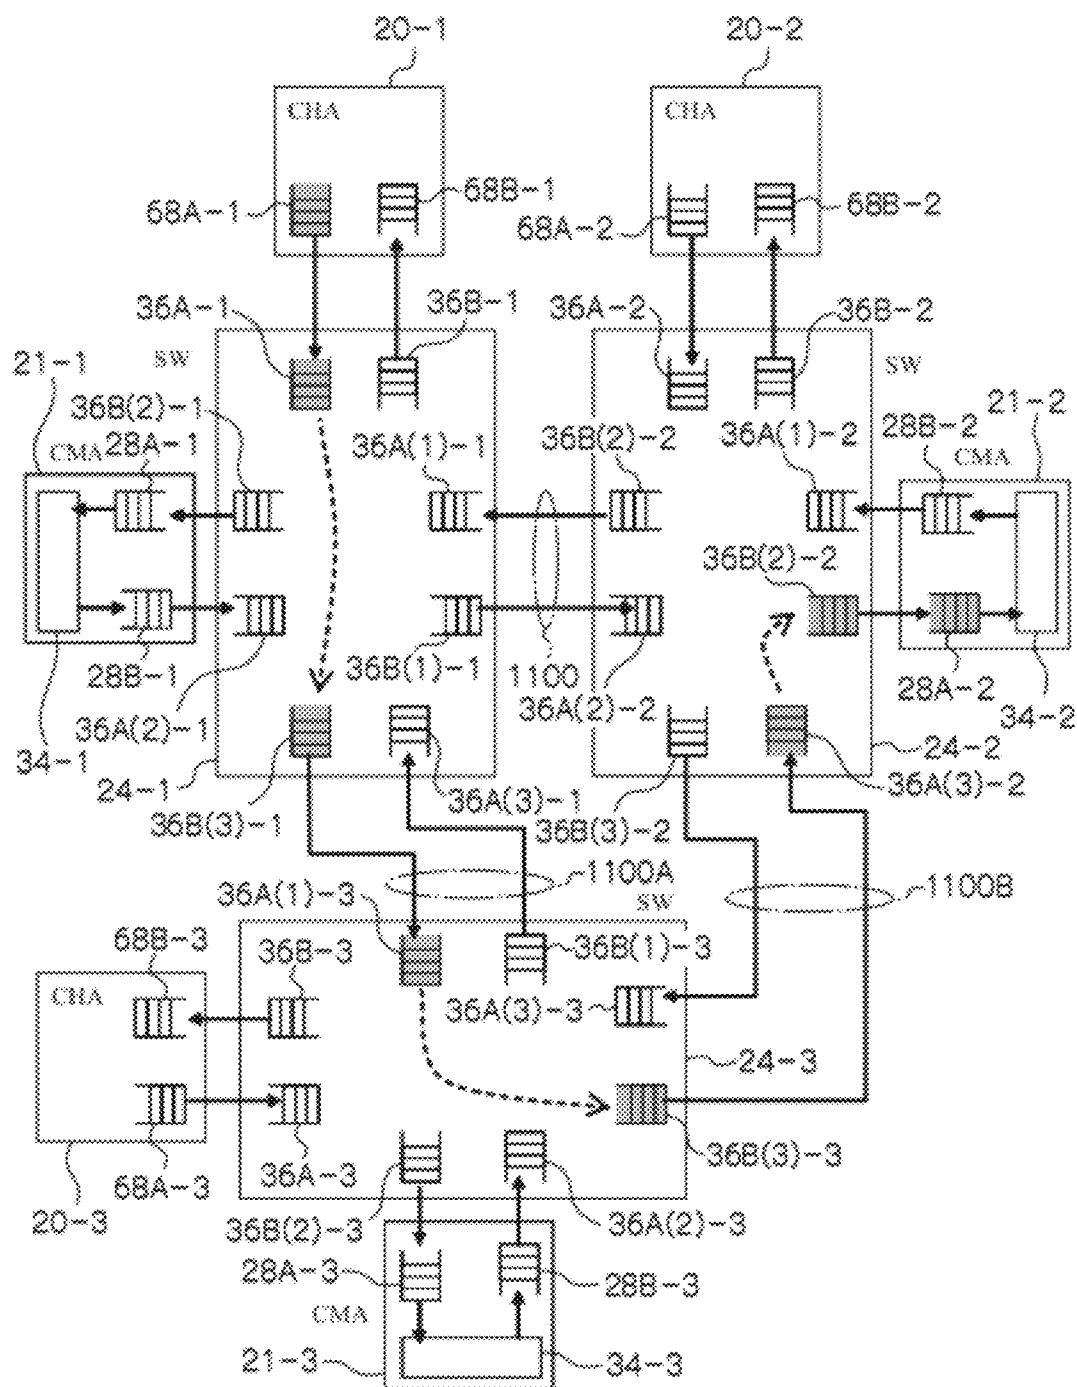 20-1 20-2
CHA CHA
68A-1 68B-1 68A-2 68B-2
36A-1 36B-1 36A-2 36B-2
21-1 SW SW 21-2
36B(2)-1 36A(1)-1 36B(2)-2 36A(1)-2 28B-2
CMA 28A-1 CMA
36B(2)-2
28B-1 36B(1)-1 1100 36A(2)-2 28A-2
34-1 36A(2)-1 34-2
24-1 24-2
36B(3)-1 36A(3)-1 36B(3)-2 36A(3)-2
36A(1)-3 1100A 1100B
SW
68B-3 36B-3 36B(1)-3
CHA
36A(3)-3
24-3
68A-3 36A-3 36B(3)-3
20-3 36B(2)-3 36A(2)-3
28A-3 28B-3
CMA
21-3 34-3